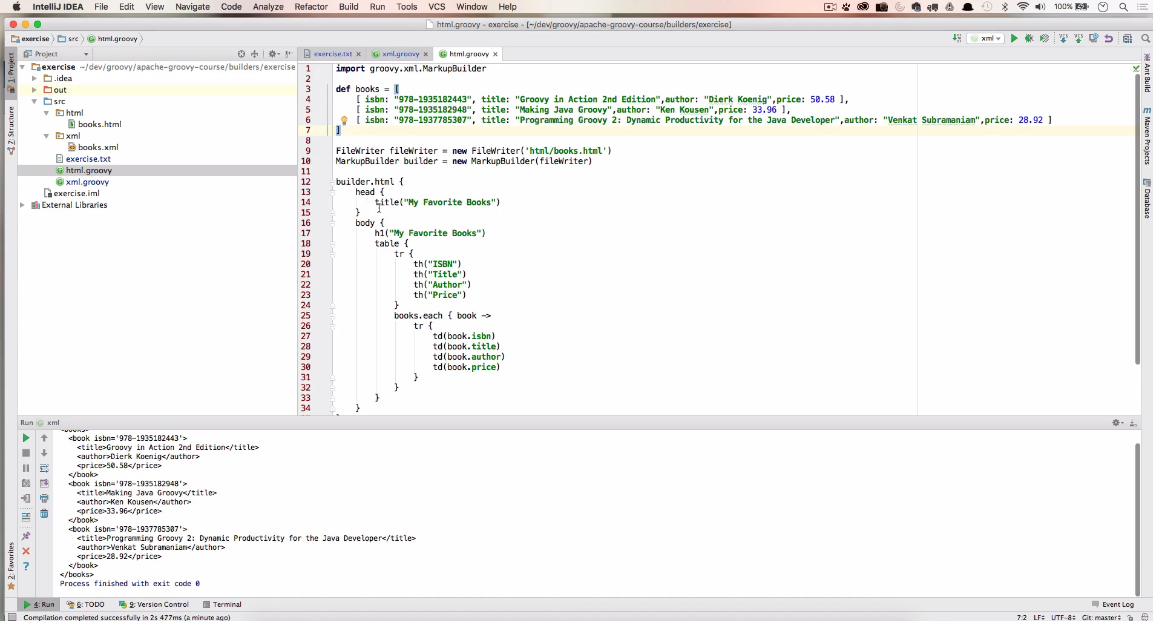 IntelliJ IDEA File Edit View Navigate Code Analyze Refactor Build Run Tools VCS Window Help 100%
html.groovy - exercise - [~/dev/groovy/apache-groovy-course/builders/exercise]
exercise src html.groovy xml
Project exercise.txt xml.groovy html.groovy
1: Project
Z: Structure
2: Favorites
Ant Build
Maven Projects
Database
exercise ~/dev/groovy/apache-groovy-course/builders/exercise
.idea
out
src
html
books.html
xml
books.xml
exercise.txt
html.groovy
xml.groovy
exercise.iml
External Libraries
1 import groovy.xml.MarkupBuilder
2
3 def books = [
4 [ isbn: "978-1935182443", title: "Groovy in Action 2nd Edition",author: "Dierk Koenig",price: 50.58 ],
5 [ isbn: "978-1935182948", title: "Making Java Groovy",author: "Ken Kousen",price: 33.96 ],
6 [ isbn: "978-1937785307", title: "Programming Groovy 2: Dynamic Productivity for the Java Developer",author: "Venkat Subramanian",price: 28.92 ]
7 ]
8
9 FileWriter fileWriter = new FileWriter('html/books.html')
10 MarkupBuilder builder = new MarkupBuilder(fileWriter)
11
12 builder.html {
13 head {
14 title("My Favorite Books")
15 }
16 body {
17 h1("My Favorite Books")
18 table {
19 tr {
20 th("ISBN")
21 th("Title")
22 th("Author")
23 th("Price")
24 }
25 books.each { book ->
26 tr {
27 td(book.isbn)
28 td(book.title)
29 td(book.author)
30 td(book.price)
31 }
32 }
33 }
34 }
Run xml
<books>
<book isbn='978-1935182443'>
<title>Groovy in Action 2nd Edition</title>
<author>Dierk Koenig</author>
<price>50.58</price>
</book>
<book isbn='978-1935182948'>
<title>Making Java Groovy</title>
<author>Ken Kousen</author>
<price>33.96</price>
</book>
<book isbn='978-1937785307'>
<title>Programming Groovy 2: Dynamic Productivity for the Java Developer</title>
<author>Venkat Subramaniam</author>
<price>28.92</price>
</book>
</books>
Process finished with exit code 0
4: Run 6: TODO 9: Version Control Terminal Event Log
Compilation completed successfully in 2s 477ms (a minute ago) 7:2 LF÷ UTF-8÷ Git: master÷